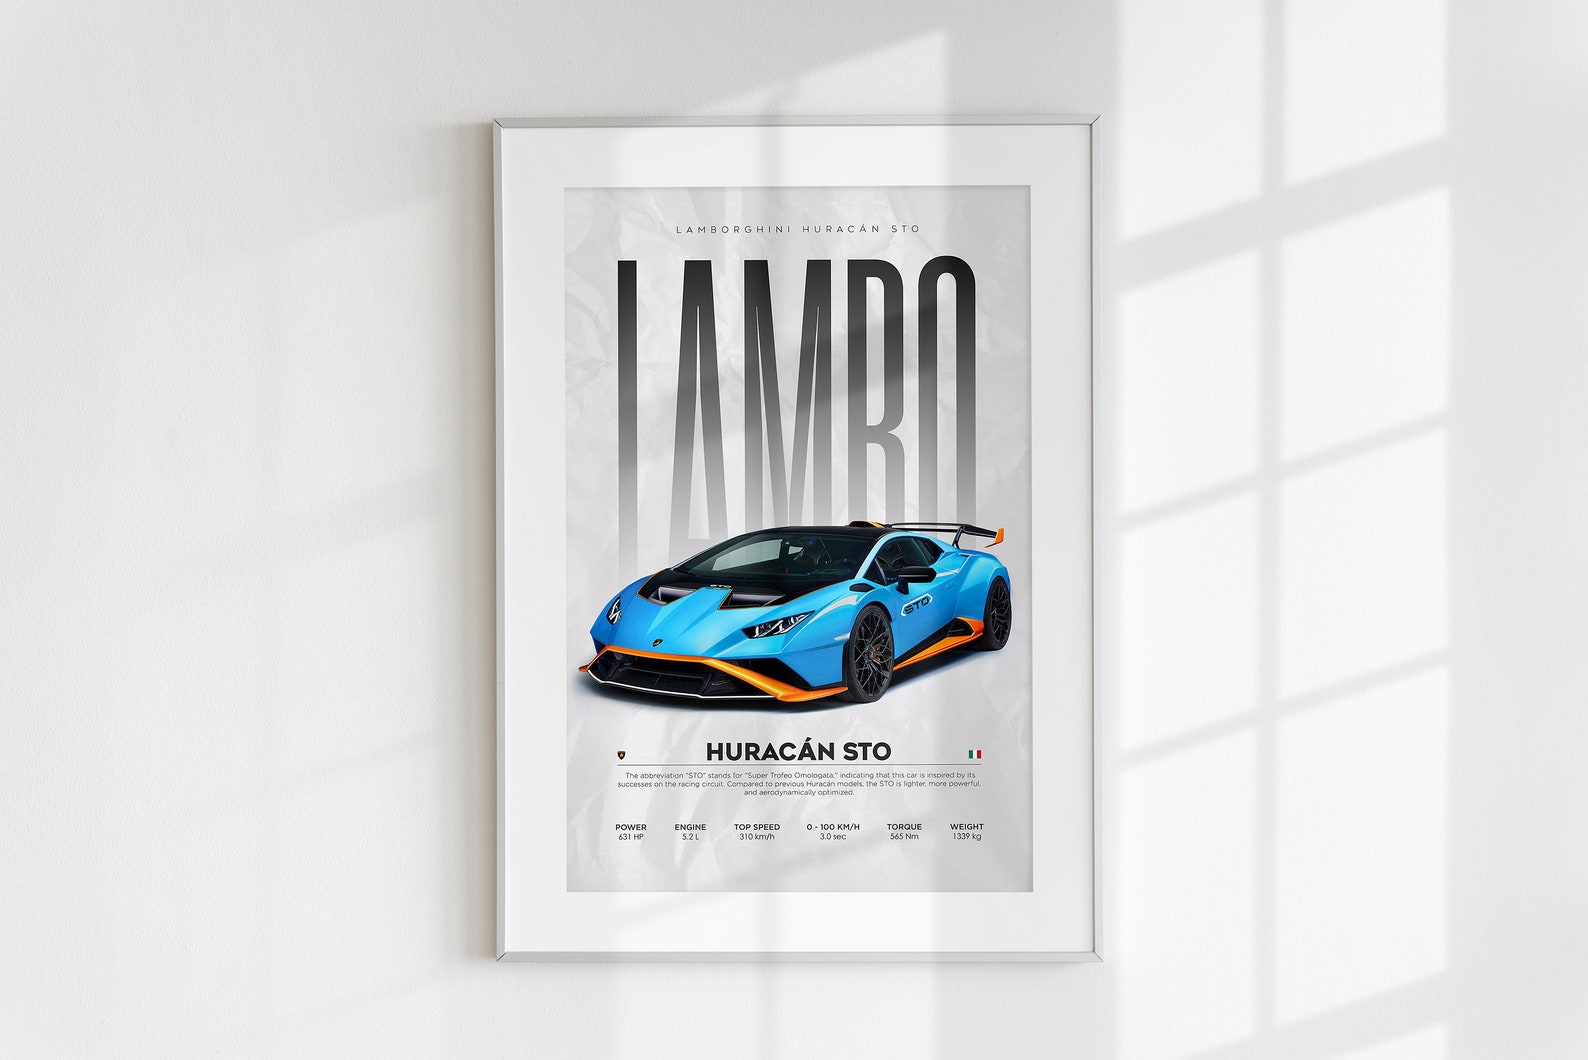 LAMBORGHINI HURACÁN STO
LAMBO
STO
STO
HURACÁN STO
The abbreviation "STO" stands for "Super Trofeo Omologata," indicating that this car is inspired by its
successes on the racing circuit. Compared to previous Huracán models, the STO is lighter, more powerful,
and aerodynamically optimized.
POWER ENGINE TOP SPEED 0 - 100 KM/H TORQUE WEIGHT
631 HP 5.2 L 310 km/h 3.0 sec 565 Nm 1339 kg